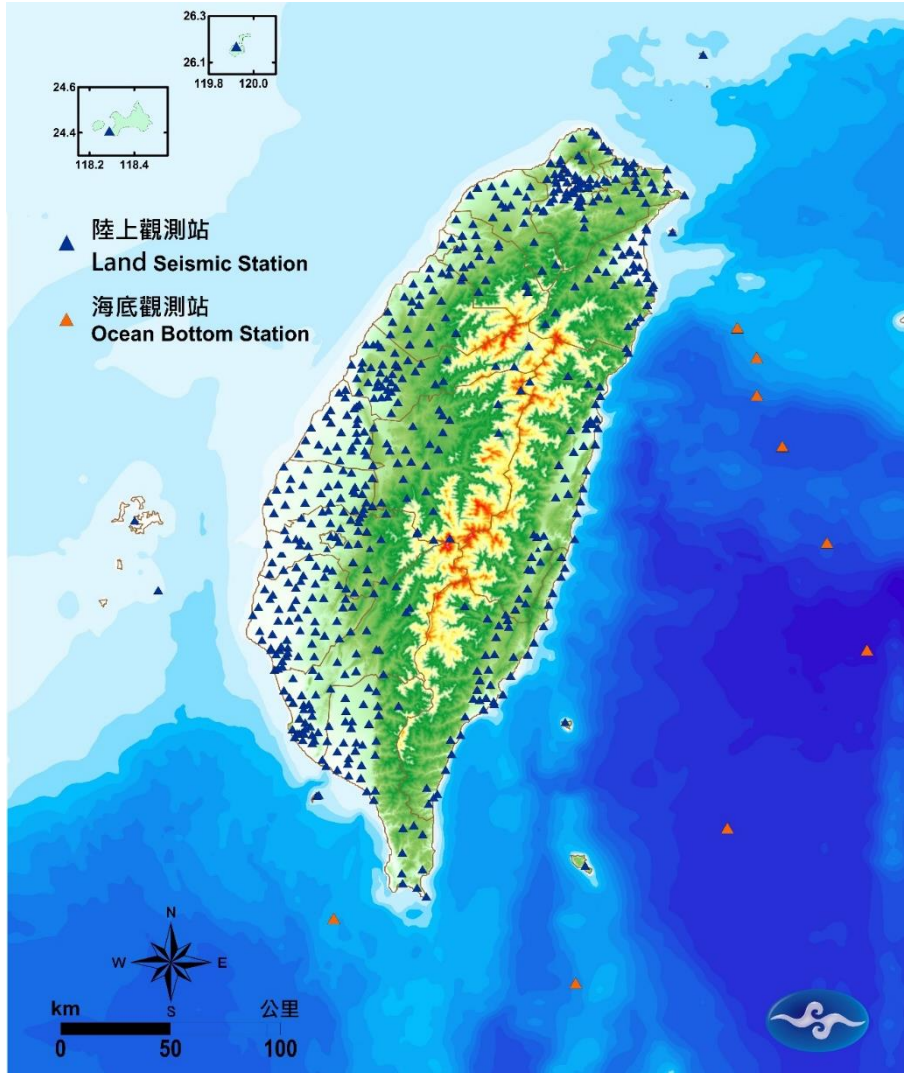 26.3
26.1
119.8 120.0
24.6
24.4
118.2 118.4
陸上觀測站
Land Seismic Station
海底觀測站
Ocean Bottom Station
N
W E
S
km 公里
0 50 100